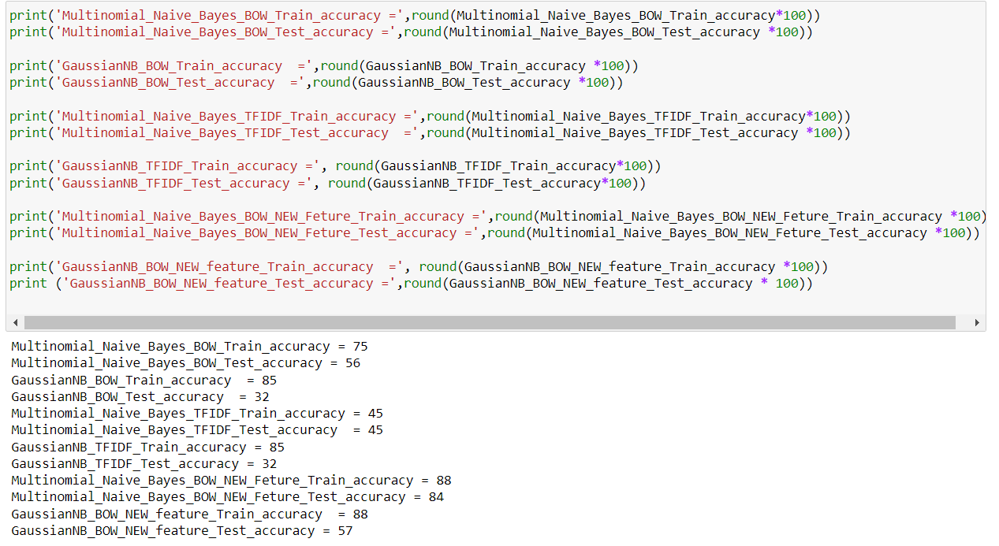 print('Multinomial_Naive_Bayes_BOW_Train_accuracy =',round(Multinomial_Naive_Bayes_BOW_Train_accuracy*100))
print('Multinomial_Naive_Bayes_BOW_Test_accuracy =',round(Multinomial_Naive_Bayes_BOW_Test_accuracy *100))
print('GaussianNB_BOW_Train_accuracy  =',round(GaussianNB_BOW_Train_accuracy *100))
print('GaussianNB_BOW_Test_accuracy  =',round(GaussianNB_BOW_Test_accuracy *100))
print('Multinomial_Naive_Bayes_TFIDF_Train_accuracy =',round(Multinomial_Naive_Bayes_TFIDF_Train_accuracy*100))
print('Multinomial_Naive_Bayes_TFIDF_Test_accuracy  =',round(Multinomial_Naive_Bayes_TFIDF_Test_accuracy *100))
print('GaussianNB_TFIDF_Train_accuracy =', round(GaussianNB_TFIDF_Train_accuracy*100))
print('GaussianNB_TFIDF_Test_accuracy =', round(GaussianNB_TFIDF_Test_accuracy*100))
print('Multinomial_Naive_Bayes_BOW_NEW_Feture_Train_accuracy =',round(Multinomial_Naive_Bayes_BOW_NEW_Feture_Train_accuracy *100)
print('Multinomial_Naive_Bayes_BOW_NEW_Feture_Test_accuracy =',round(Multinomial_Naive_Bayes_BOW_NEW_Feture_Test_accuracy *100))
print('GaussianNB_BOW_NEW_feature_Train_accuracy  =', round(GaussianNB_BOW_NEW_feature_Train_accuracy *100))
print ('GaussianNB_BOW_NEW_feature_Test_accuracy =',round(GaussianNB_BOW_NEW_feature_Test_accuracy * 100))
Multinomial_Naive_Bayes_BOW_Train_accuracy = 75
Multinomial_Naive_Bayes_BOW_Test_accuracy = 56
GaussianNB_BOW_Train_accuracy  = 85
GaussianNB_BOW_Test_accuracy  = 32
Multinomial_Naive_Bayes_TFIDF_Train_accuracy = 45
Multinomial_Naive_Bayes_TFIDF_Test_accuracy  = 45
GaussianNB_TFIDF_Train_accuracy = 85
GaussianNB_TFIDF_Test_accuracy = 32
Multinomial_Naive_Bayes_BOW_NEW_Feture_Train_accuracy = 88
Multinomial_Naive_Bayes_BOW_NEW_Feture_Test_accuracy = 84
GaussianNB_BOW_NEW_feature_Train_accuracy  = 88
GaussianNB_BOW_NEW_feature_Test_accuracy = 57